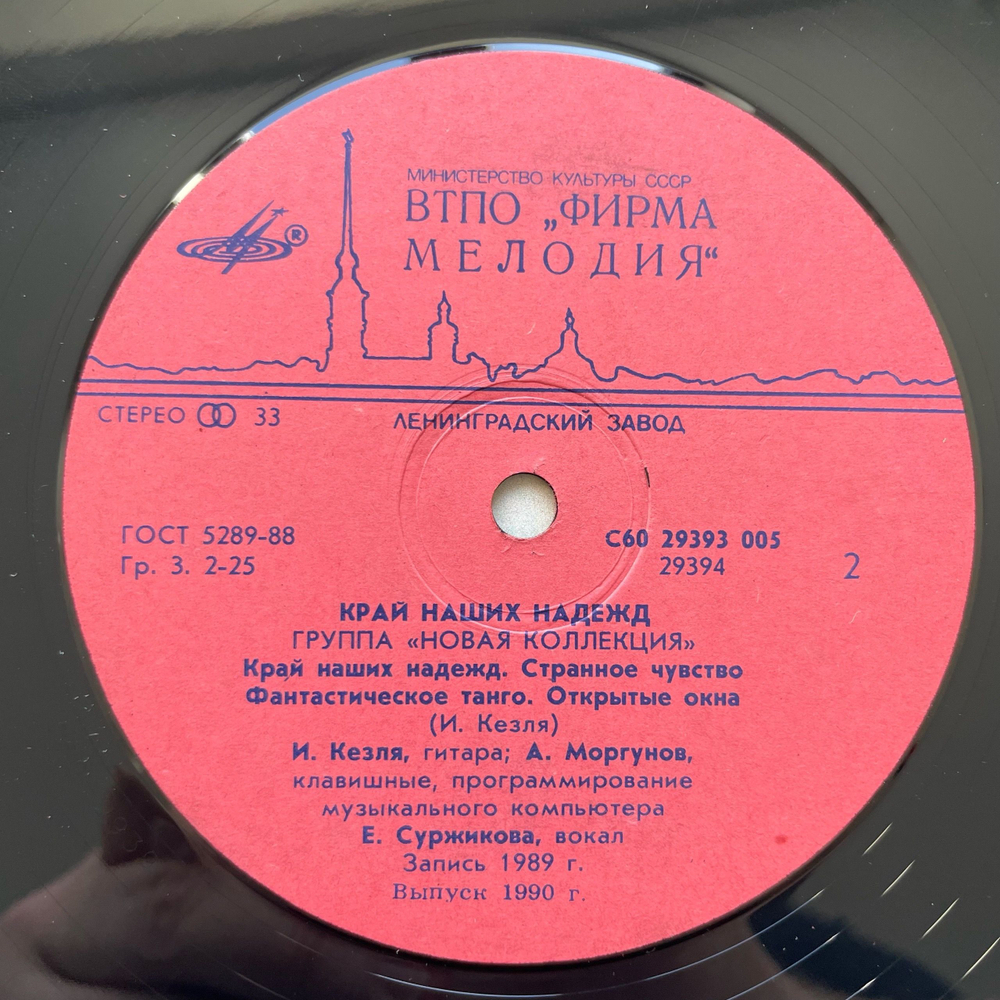 МИНИСТЕРСТВО КУЛЬТУРЫ СССР
ВТПО „ФИРМА
МЕЛОДИЯ“
®
СТЕРЕО 33
ЛЕНИНГРАДСКИЙ ЗАВОД
ГОСТ 5289-88
Гр. 3. 2-25
С60 29393 005
29394
2
КРАЙ НАШИХ НАДЕЖД
ГРУППА «НОВАЯ КОЛЛЕКЦИЯ»
Край наших надежд. Странное чувство
Фантастическое танго. Открытые окна
(И. Кезля)
И. Кезля, гитара; А. Моргунов,
клавишные, программирование
музыкального компьютера
Е. Суржикова, вокал
Запись 1989 г.
Выпуск 1990 г.